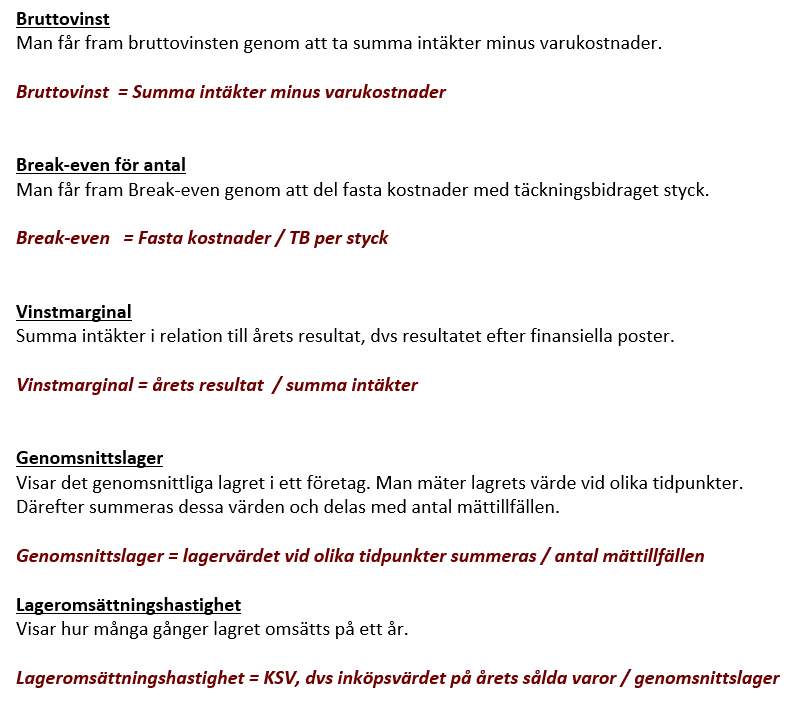 Bruttovinst
Man får fram bruttovinsten genom att ta summa intäkter minus varukostnader.
Bruttovinst  = Summa intäkter minus varukostnader
Break-even för antal
Man får fram Break-even genom att del fasta kostnader med täckningsbidraget styck.
Break-even   = Fasta kostnader / TB per styck
Vinstmarginal
Summa intäkter i relation till årets resultat, dvs resultatet efter finansiella poster.
Vinstmarginal = årets resultat  / summa intäkter
Genomsnittslager
Visar det genomsnittliga lagret i ett företag. Man mäter lagrets värde vid olika tidpunkter.
Därefter summeras dessa värden och delas med antal mättillfällen.
Genomsnittslager = lagervärdet vid olika tidpunkter summeras / antal mättillfällen
Lageromsättningshastighet
Visar hur många gånger lagret omsätts på ett år.
Lageromsättningshastighet = KSV, dvs inköpsvärdet på årets sålda varor / genomsnittslager